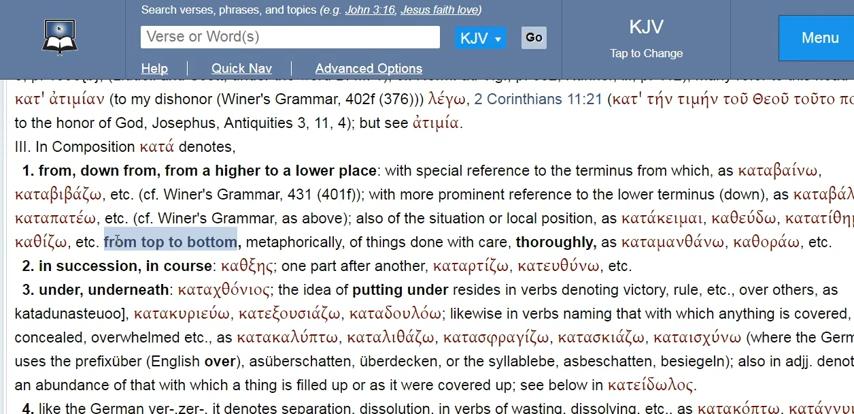 Search verses, phrases, and topics (e.g. John 3:16, Jesus faith love)
Verse or Word(s)
KJV
Go
Help
Quick Nav
Advanced Options
KJV
Tap to Change
Menu
κατ' ἀτιμίαν (to my dishonor (Winer's Grammar, 402f (376))) λέγω, 2 Corinthians 11:21 (κατ' τήν τιμήν τοῦ Θεοῦ τοῦτο
to the honor of God, Josephus, Antiquities 3, 11, 4); but see ἀτιμία.
III. In Composition κατά denotes,
1. from, down from, from a higher to a lower place: with special reference to the terminus from which, as καταβαίνω,
καταβιβάζω, etc. (cf. Winer's Grammar, 431 (401f)); with more prominent reference to the lower terminus (down), as
καταπατέω, etc. (cf. Winer's Grammar, as above); also of the situation or local position, as κατάκειμαι, καθεύδω,
καθίζω, etc. from top to bottom, metaphorically, of things done with care, thoroughly, as καταμανθάνω, καθοράω, etc.
2. in succession, in course: καθξης; one part after another, καταρτίζω, κατευθύνω, etc.
3. under, underneath: καταχθόνιος; the idea of putting under resides in verbs denoting victory, rule, etc., over others, as
katadunasteuoo], κατακυριεύω, κατεξουσιάζω, καταδουλόω; likewise in verbs naming that with which anything is covered,
concealed, overwhelmed etc., as κατακαλύπτω, καταλιθάζω, κατασφραγίζω, κατασκιάζω, καταισχύνω (where the
uses the prefixüber (English over), asüberschatten, überdecken, or the syllablebe, asbeschatten, besiegeln); also in adjj.
an abundance of that with which a thing is filled up or as it were covered up; see below in κατείδωλος.
4. like the German ver-,zer-, it denotes separation, dissolution, in verbs of wasting, dissolving, etc., as κατακόπτω,